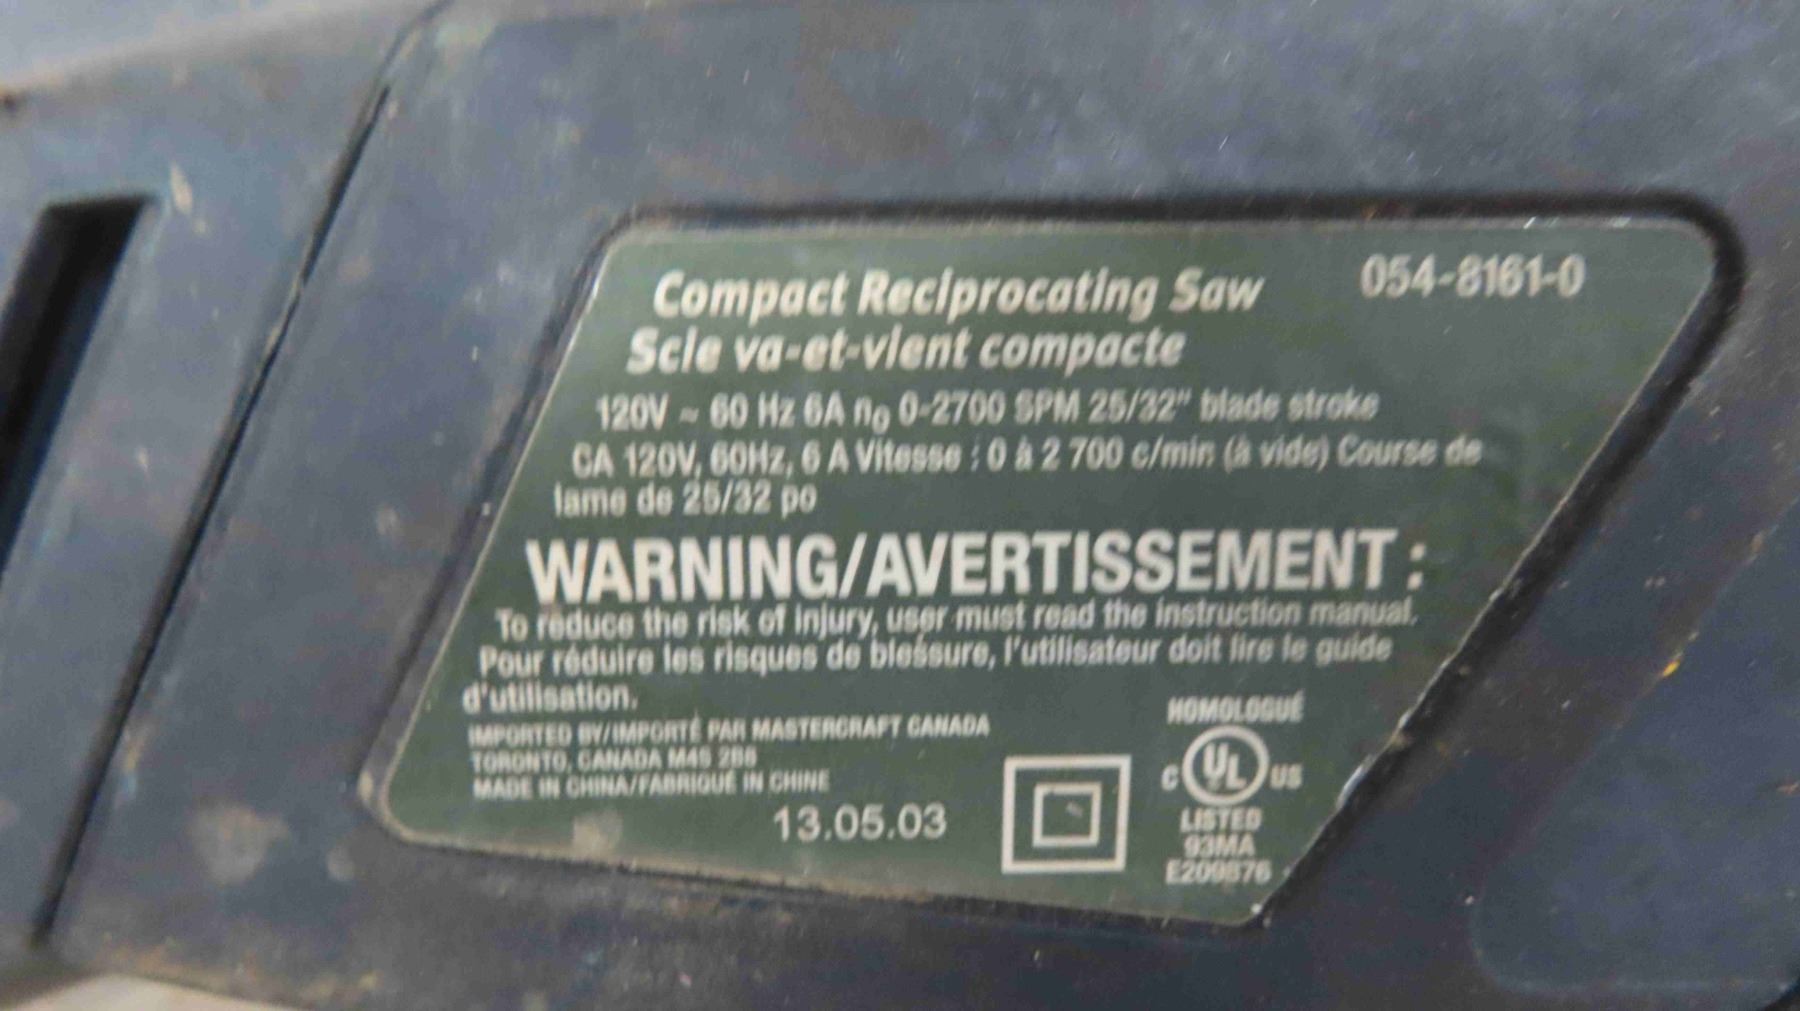 Compact Reciprocating Saw 054-8161-0
Scie va-et-vient compacte
120V ~ 60 Hz 6A n0 0-2700 SPM 25/32" blade stroke
CA 120V, 60Hz, 6 A Vitesse : 0 à 2 700 c/min (à vide) Course de
lame de 25/32 po
WARNING/AVERTISSEMENT :
To reduce the risk of injury, user must read the instruction manual.
Pour réduire les risques de blessure, l'utilisateur doit lire le guide
d'utilisation.
IMPORTED BY/IMPORTÉ PAR MASTERCRAFT CANADA
TORONTO, CANADA M4S 2B8
MADE IN CHINA/FABRIQUÉ IN CHINE
13.05.03
HOMOLOGUÉ
C UL US
LISTED
93MA
E209876